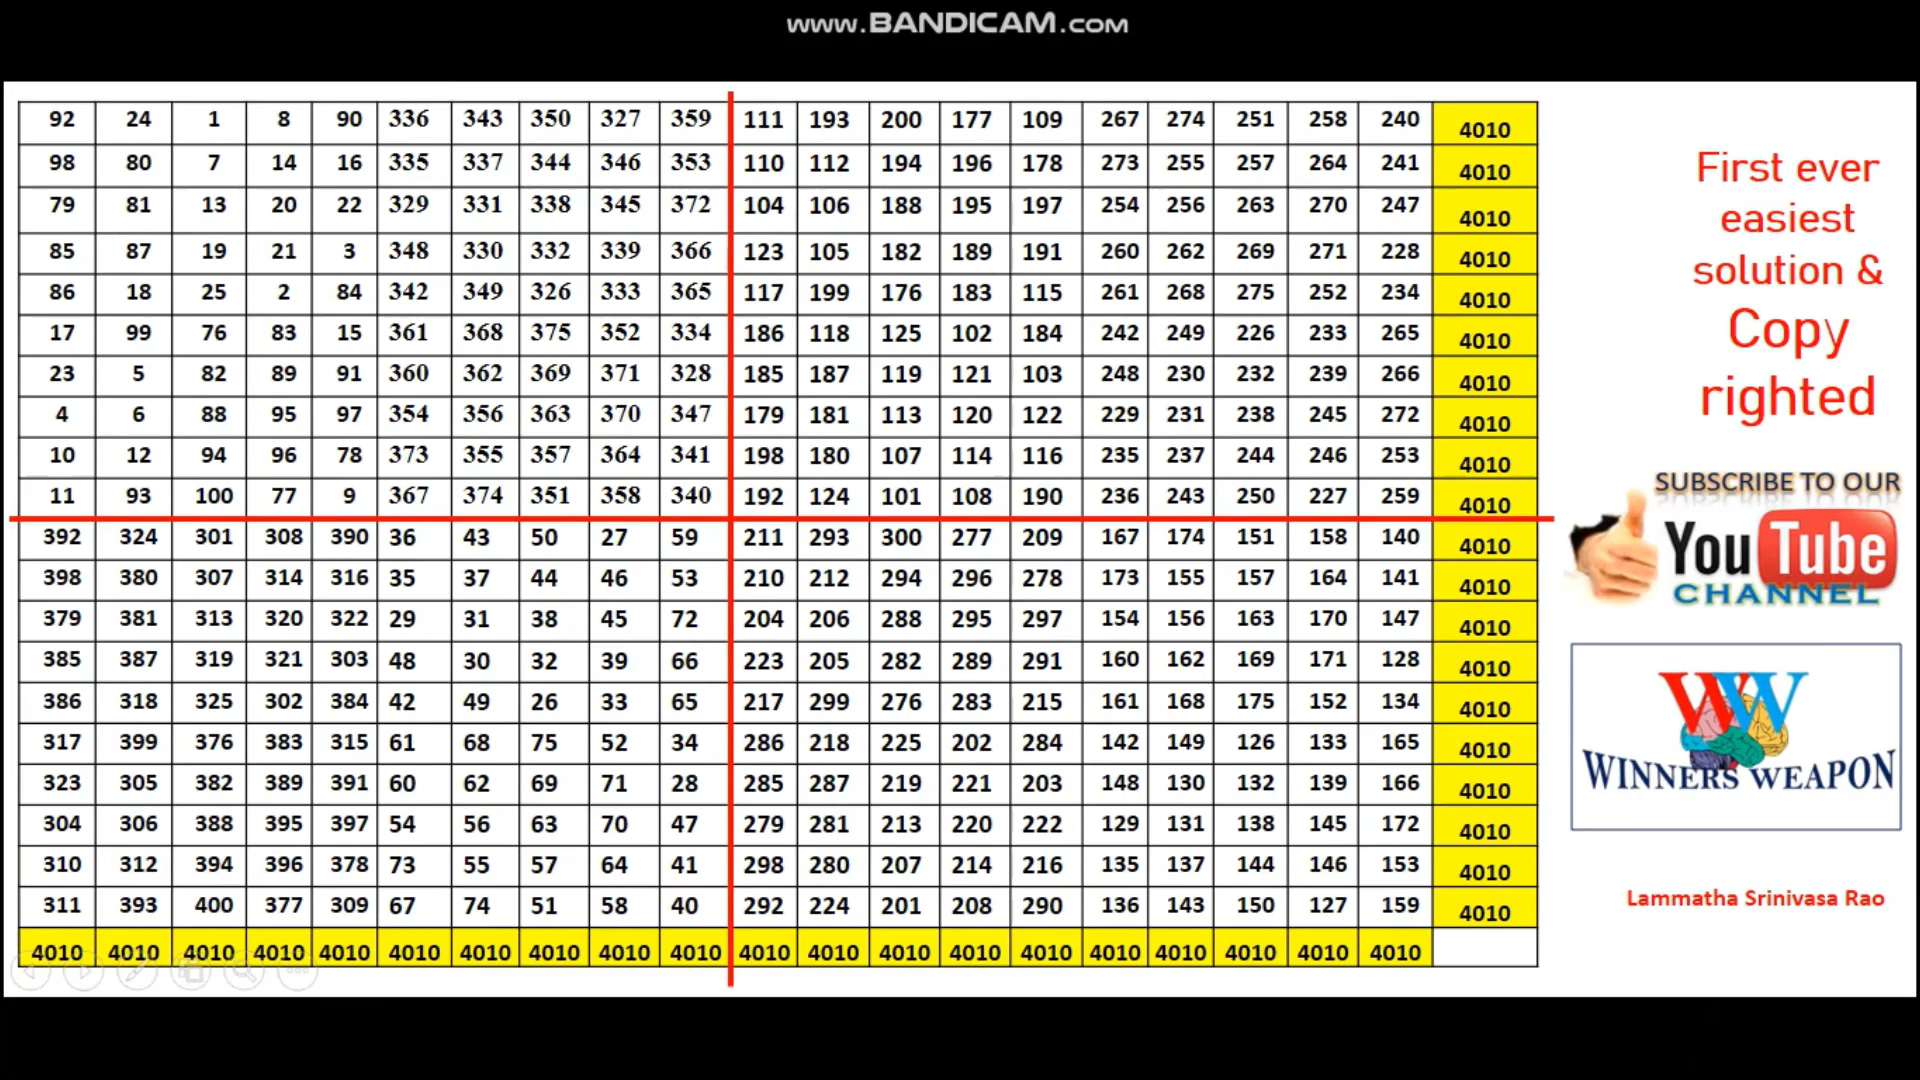 www.BANDICAM.com
92 24 1 8 90 336 343 350 327 359 111 193 200 177 109 267 274 251 258 240 4010
98 80 7 14 16 335 337 344 346 353 110 112 194 196 178 273 255 257 264 241 4010
79 81 13 20 22 329 331 338 345 372 104 106 188 195 197 254 256 263 270 247 4010
85 87 19 21 3 348 330 332 339 366 123 105 182 189 191 260 262 269 271 228 4010
86 18 25 2 84 342 349 326 333 365 117 199 176 183 115 261 268 275 252 234 4010
17 99 76 83 15 361 368 375 352 334 186 118 125 102 184 242 249 226 233 265 4010
23 5 82 89 91 360 362 369 371 328 185 187 119 121 103 248 230 232 239 266 4010
4 6 88 95 97 354 356 363 370 347 179 181 113 120 122 229 231 238 245 272 4010
10 12 94 96 78 373 355 357 364 341 198 180 107 114 116 235 237 244 246 253 4010
11 93 100 77 9 367 374 351 358 340 192 124 101 108 190 236 243 250 227 259 4010
392 324 301 308 390 36 43 50 27 59 211 293 300 277 209 167 174 151 158 140 4010
398 380 307 314 316 35 37 44 46 53 210 212 294 296 278 173 155 157 164 141 4010
379 381 313 320 322 29 31 38 45 72 204 206 288 295 297 154 156 163 170 147 4010
385 387 319 321 303 48 30 32 39 66 223 205 282 289 291 160 162 169 171 128 4010
386 318 325 302 384 42 49 26 33 65 217 299 276 283 215 161 168 175 152 134 4010
317 399 376 383 315 61 68 75 52 34 286 218 225 202 284 142 149 126 133 165 4010
323 305 382 389 391 60 62 69 71 28 285 287 219 221 203 148 130 132 139 166 4010
304 306 388 395 397 54 56 63 70 47 279 281 213 220 222 129 131 138 145 172 4010
310 312 394 396 378 73 55 57 64 41 298 280 207 214 216 135 137 144 146 153 4010
311 393 400 377 309 67 74 51 58 40 292 224 201 208 290 136 143 150 127 159 4010
4010 4010 4010 4010 4010 4010 4010 4010 4010 4010 4010 4010 4010 4010 4010 4010 4010 4010 4010 4010
First ever
easiest
solution &
Copy
righted
SUBSCRIBE TO OUR
YouTube
CHANNEL
WW
WINNERS WEAPON
Lammatha Srinivasa Rao